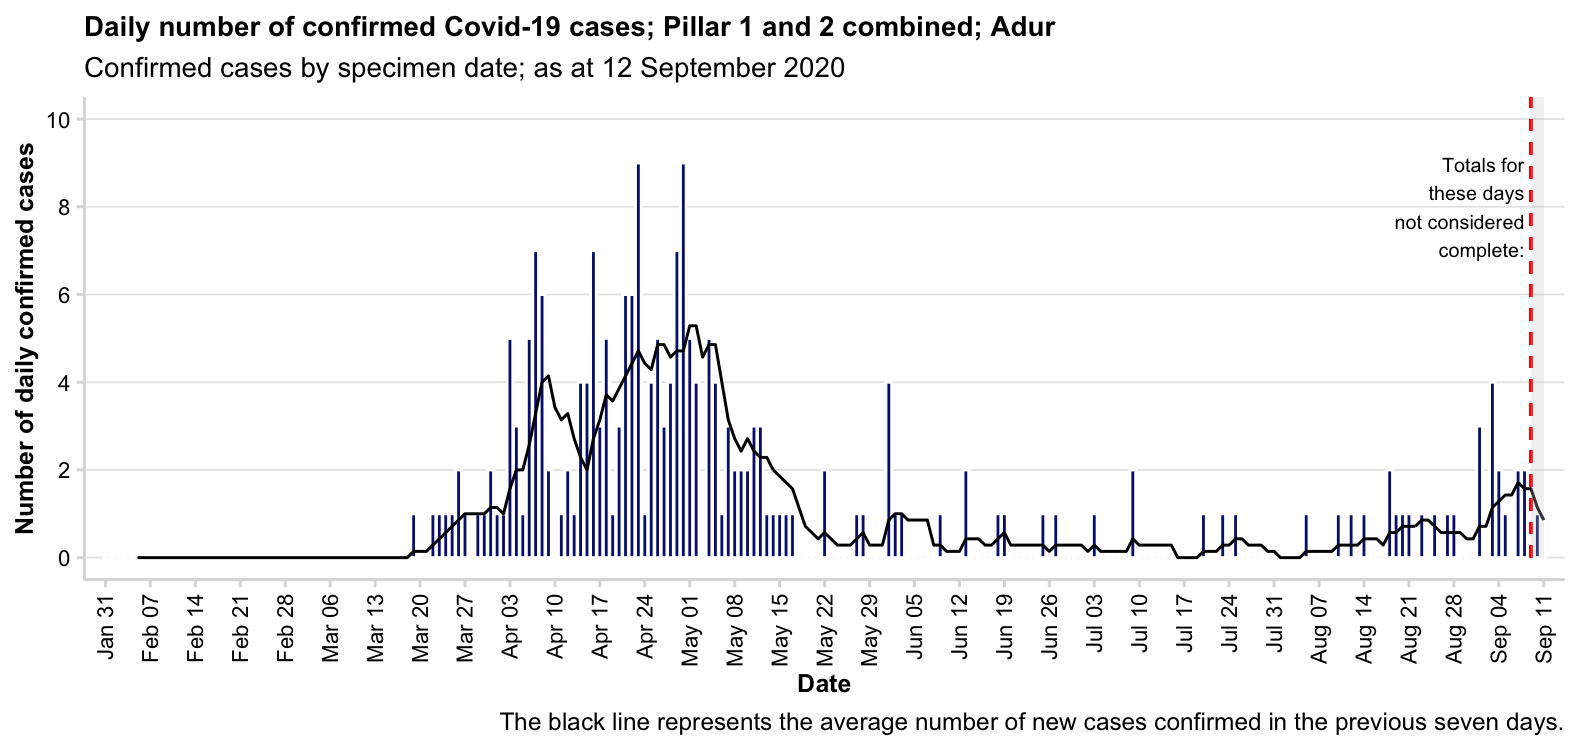 Daily number of confirmed Covid-19 cases; Pillar 1 and 2 combined; Adur
Confirmed cases by specimen date; as at 12 September 2020
Number of daily confirmed cases
10
8
6
4
2
0
Totals for
these days
not considered
complete:
Jan 31
Feb 07
Feb 14
Feb 21
Feb 28
Mar 06
Mar 13
Mar 20
Mar 27
Apr 03
Apr 10
Apr 17
Apr 24
May 01
May 08
May 15
May 22
May 29
Jun 05
Jun 12
Jun 19
Jun 26
Jul 03
Jul 10
Jul 17
Jul 24
Jul 31
Aug 07
Aug 14
Aug 21
Aug 28
Sep 04
Sep 11
Date
The black line represents the average number of new cases confirmed in the previous seven days.